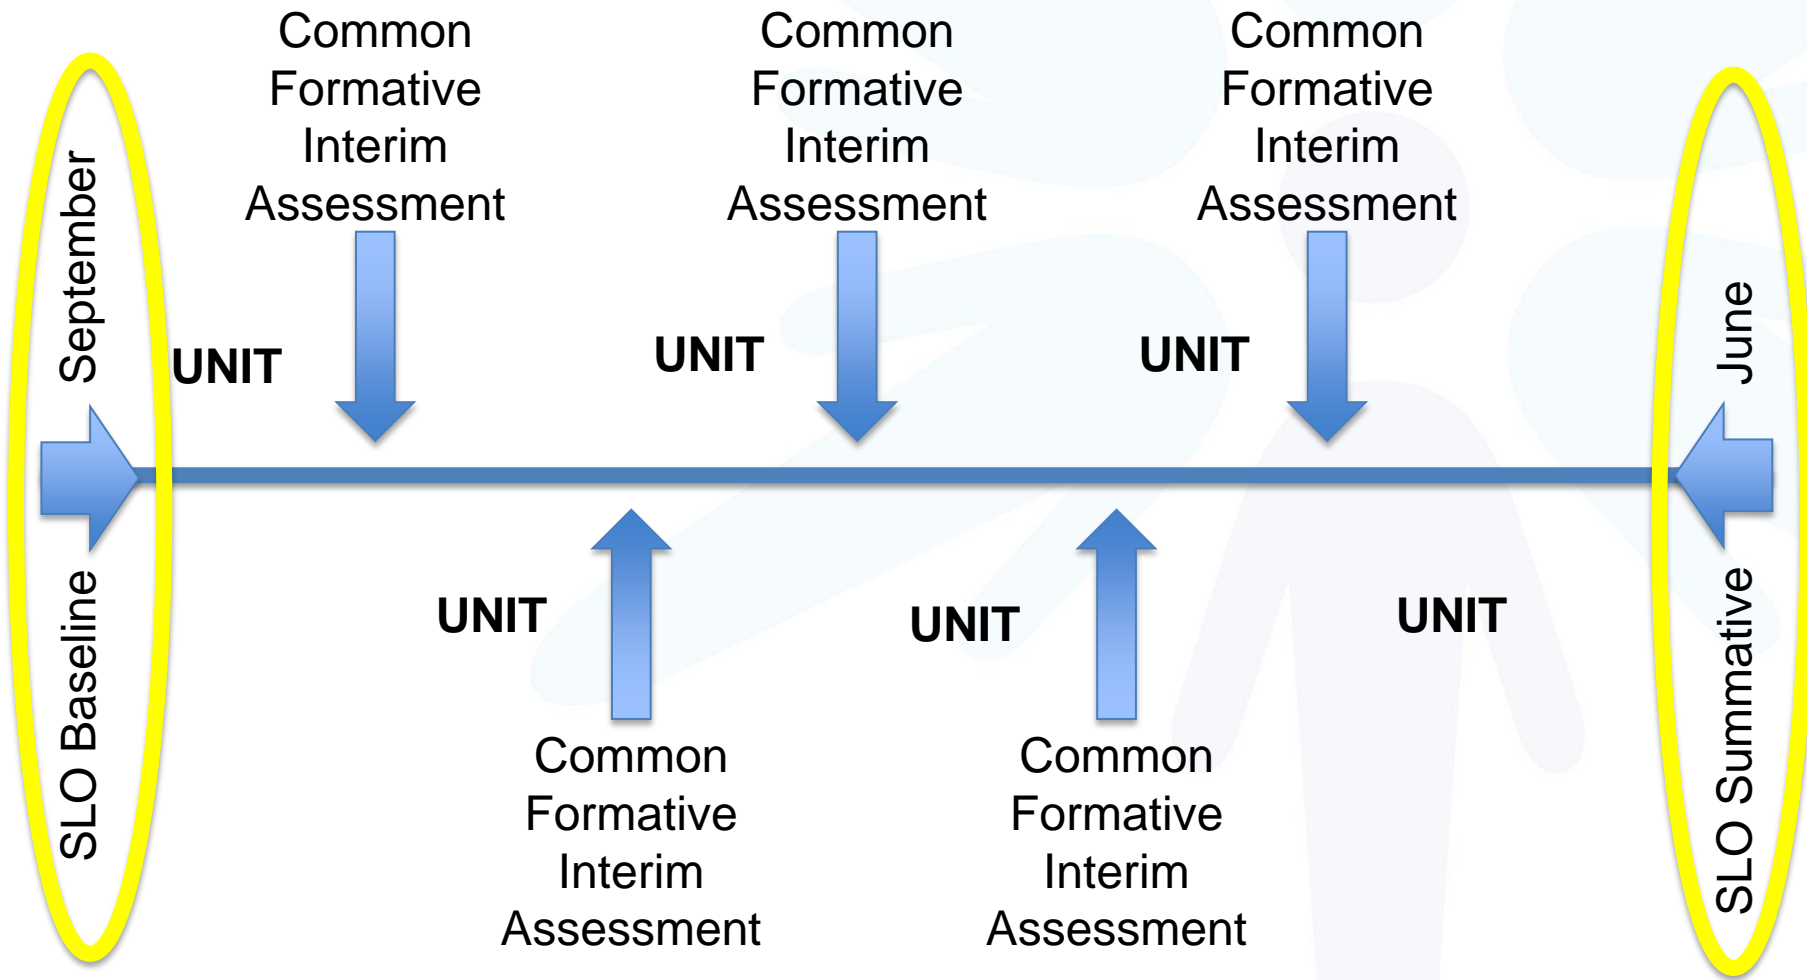 September
SLO Baseline
Common
Formative
Interim
Assessment
Common
Formative
Interim
Assessment
Common
Formative
Interim
Assessment
UNIT
UNIT
UNIT
UNIT
UNIT
UNIT
Common
Formative
Interim
Assessment
Common
Formative
Interim
Assessment
June
SLO Summative